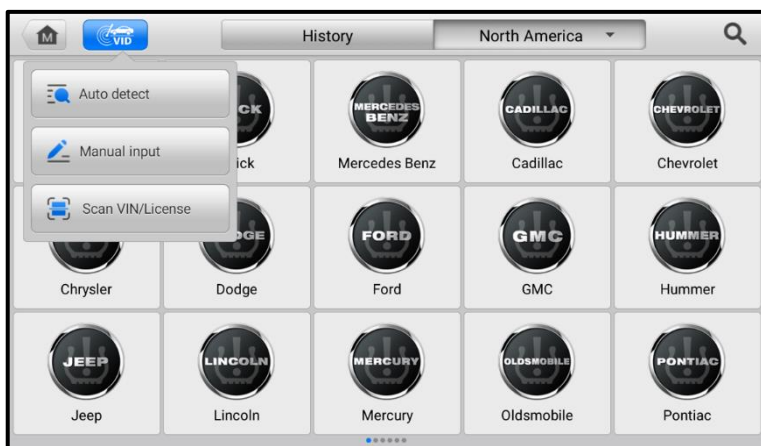 M
VID
History
North America
Auto detect
Manual input
Scan VIN/License
CK
ick
MERCEDES
BENZ
Mercedes Benz
CADILLAC
Cadillac
CHEVROLET
Chevrolet
Chrysler
DGE
Dodge
FORD
Ford
GMC
GMC
HUMMER
Hummer
JEEP
Jeep
LINCOLN
Lincoln
MERCURY
Mercury
OLDSMOBILE
Oldsmobile
PONTIAC
Pontiac